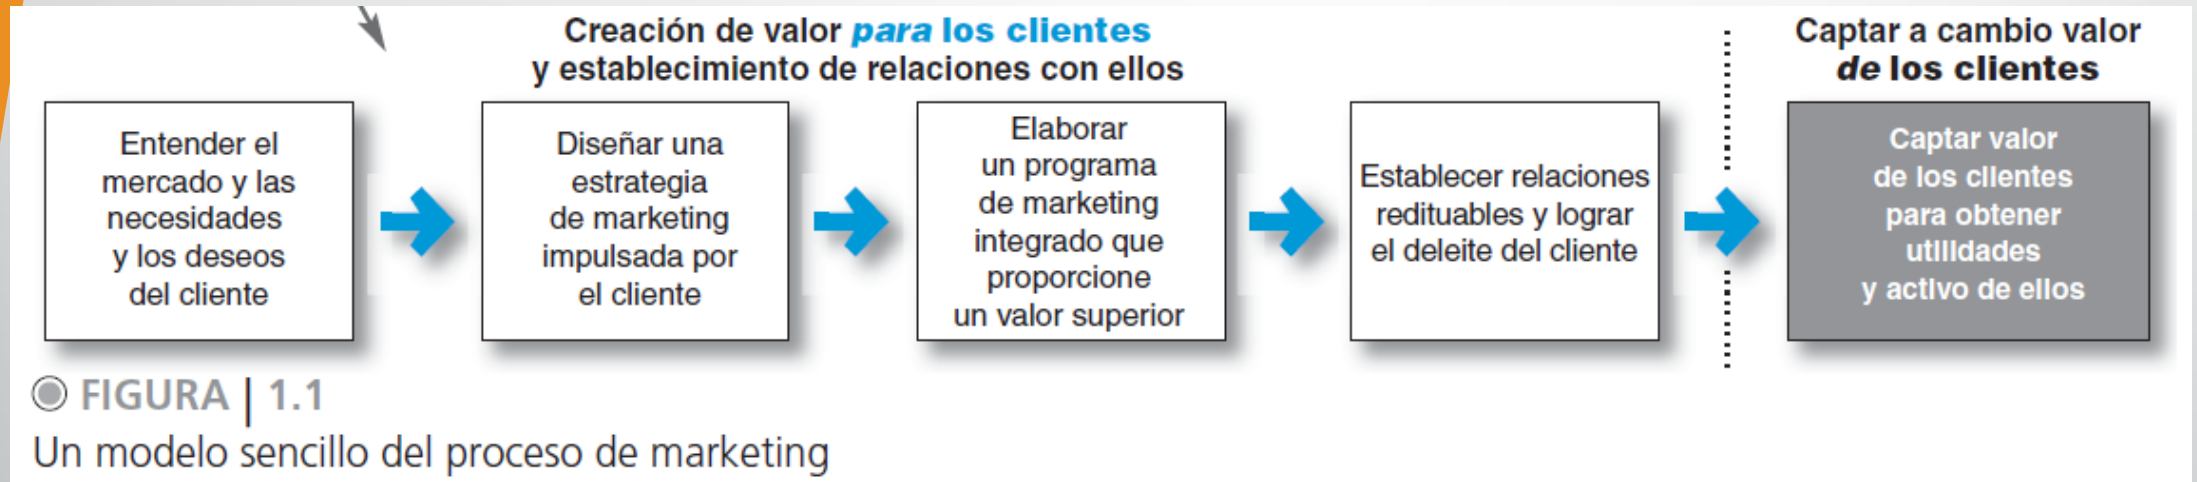 Creación de valor para los clientes
y establecimiento de relaciones con ellos
Captar a cambio valor
de los clientes
Entender el
mercado y las
necesidades
y los deseos
del cliente
Diseñar una
estrategia
de marketing
impulsada por
el cliente
Elaborar
un programa
de marketing
integrado que
proporcione
un valor superior
Establecer relaciones
redituables y lograr
el deleite del cliente
Captar valor
de los clientes
para obtener
utilidades
y activo de ellos
FIGURA | 1.1
Un modelo sencillo del proceso de marketing